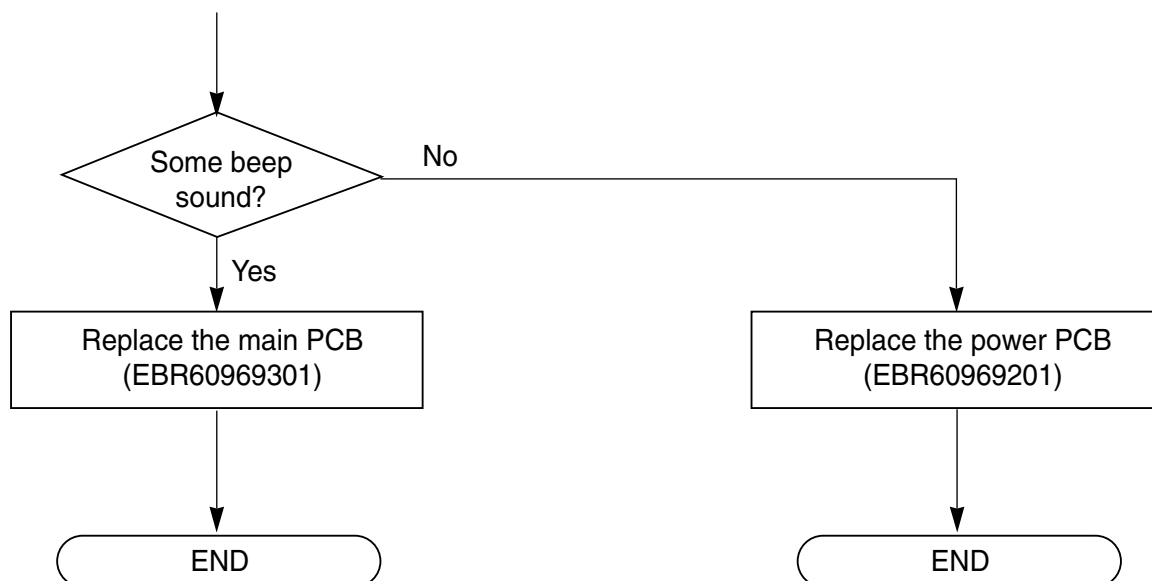 Some beep
sound?
No
Yes
Replace the main PCB
(EBR60969301)
Replace the power PCB
(EBR60969201)
END
END